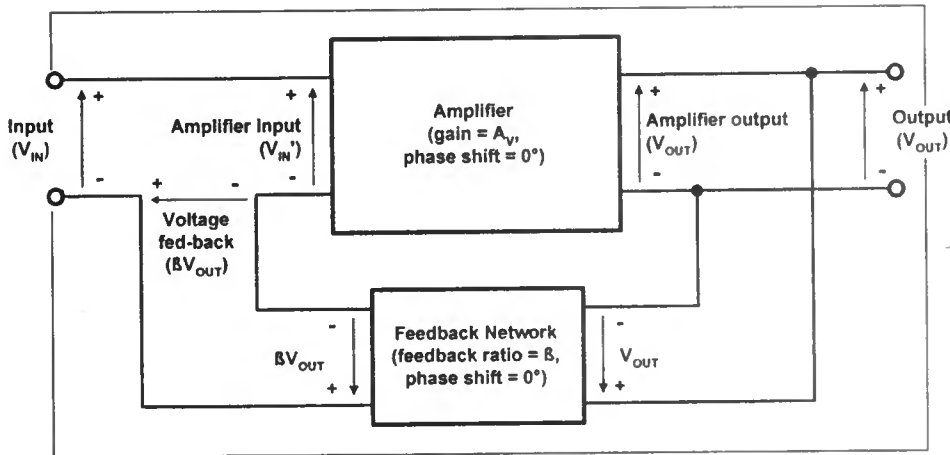 +
+
+
+
Input
(V_IN)
Amplifier Input
(V_IN')
Amplifier
(gain = A_V,
phase shift = 0°)
Amplifier output
(V_OUT)
Output
(V_OUT)
-
+
-
-
-
-
Voltage
fed-back
(ßV_OUT)
-
ßV_OUT
+
Feedback Network
(feedback ratio = ß,
phase shift = 0°)
-
V_OUT
+